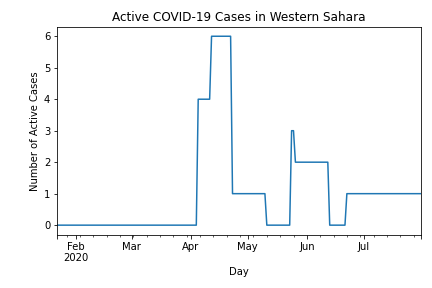 Active COVID-19 Cases in Western Sahara
Number of Active Cases
6
5
4
3
2
1
0
Feb Mar Apr May Jun Jul
2020
Day